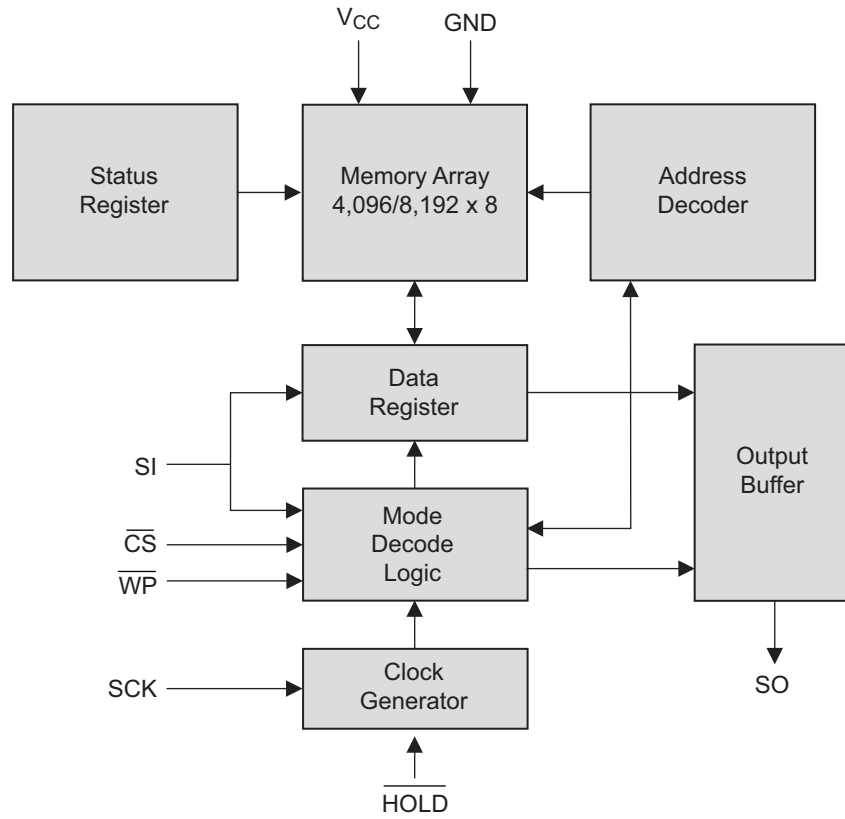 VCC
GND
Status
Register
Memory Array
4,096/8,192 x 8
Address
Decoder
Data
Register
SI
Output
Buffer
Mode
Decode
Logic
CS
WP
SCK
Clock
Generator
SO
HOLD